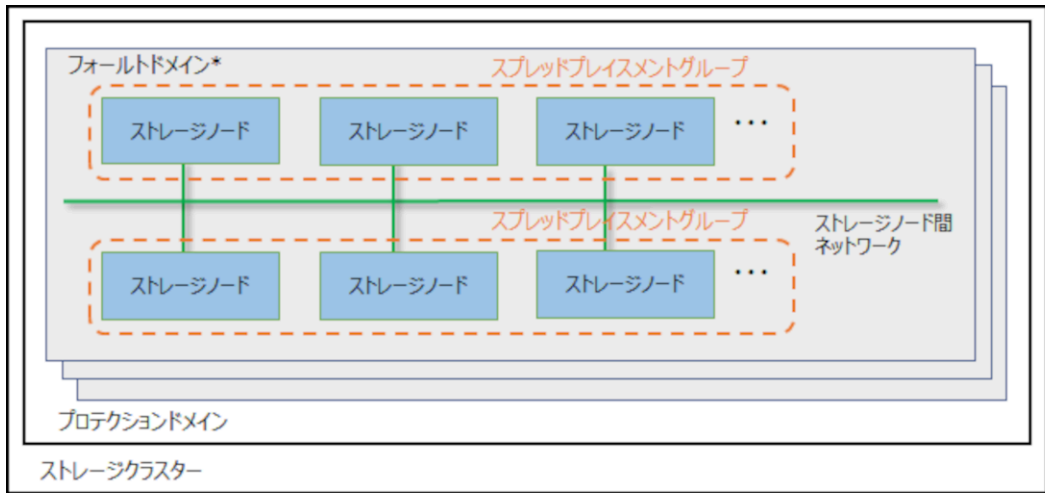 フォールトドメイン*
スプレッドプレイスメントグループ
ストレージノード
ストレージノード
ストレージノード
・・・
スプレッドプレイスメントグループ
ストレージノード間
ネットワーク
ストレージノード
ストレージノード
ストレージノード
・・・
プロテクションドメイン
ストレージクラスター